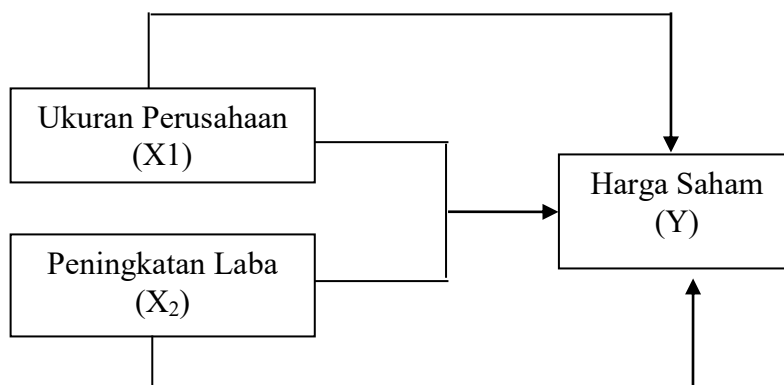 Ukuran Perusahaan
(X1)
Harga Saham
(Y)
Peningkatan Laba
(X₂)